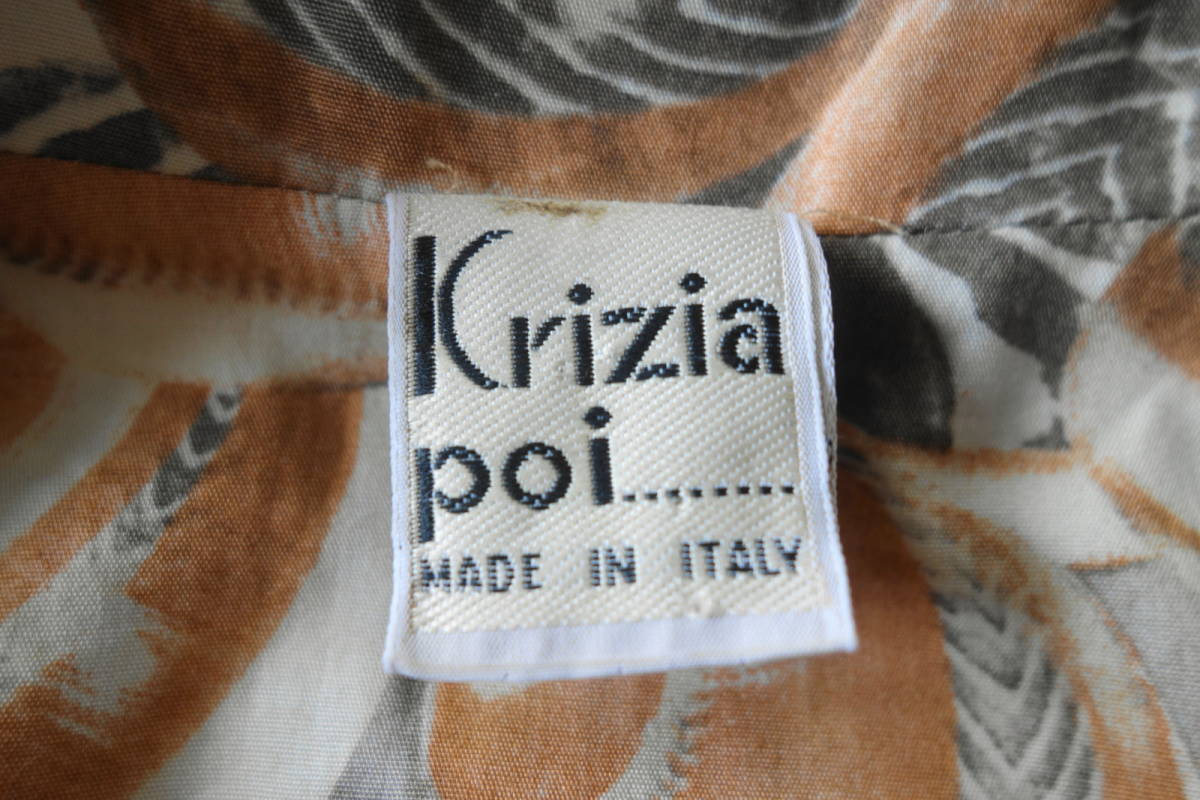 Krizia
poi.........
MADE IN ITALY